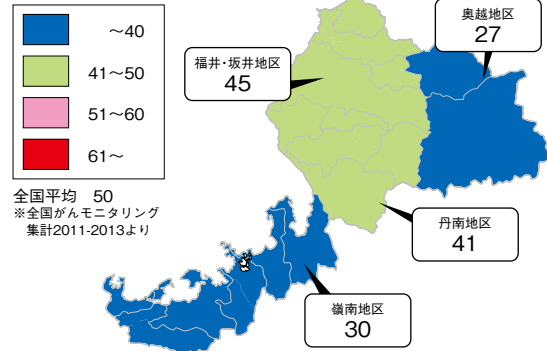 ～40
41～50
51～60
61～
全国平均　50
※全国がんモニタリング
集計2011-2013より
福井・坂井地区
45
奥越地区
27
丹南地区
41
嶺南地区
30